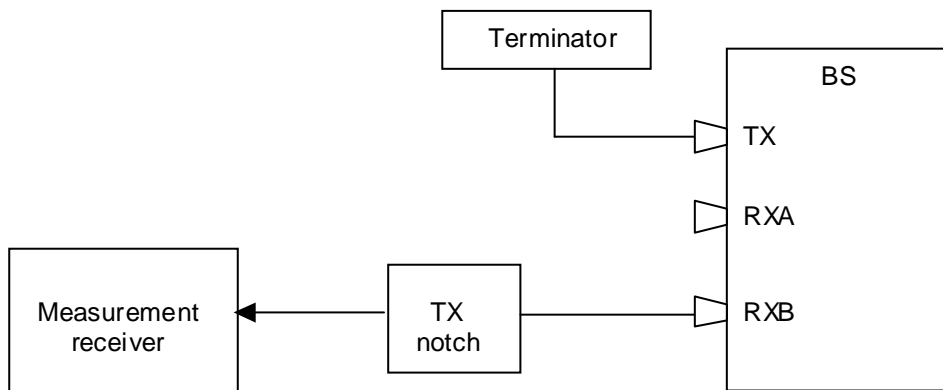 Terminator
BS
TX
RXA
Measurement
receiver
TX
notch
RXB